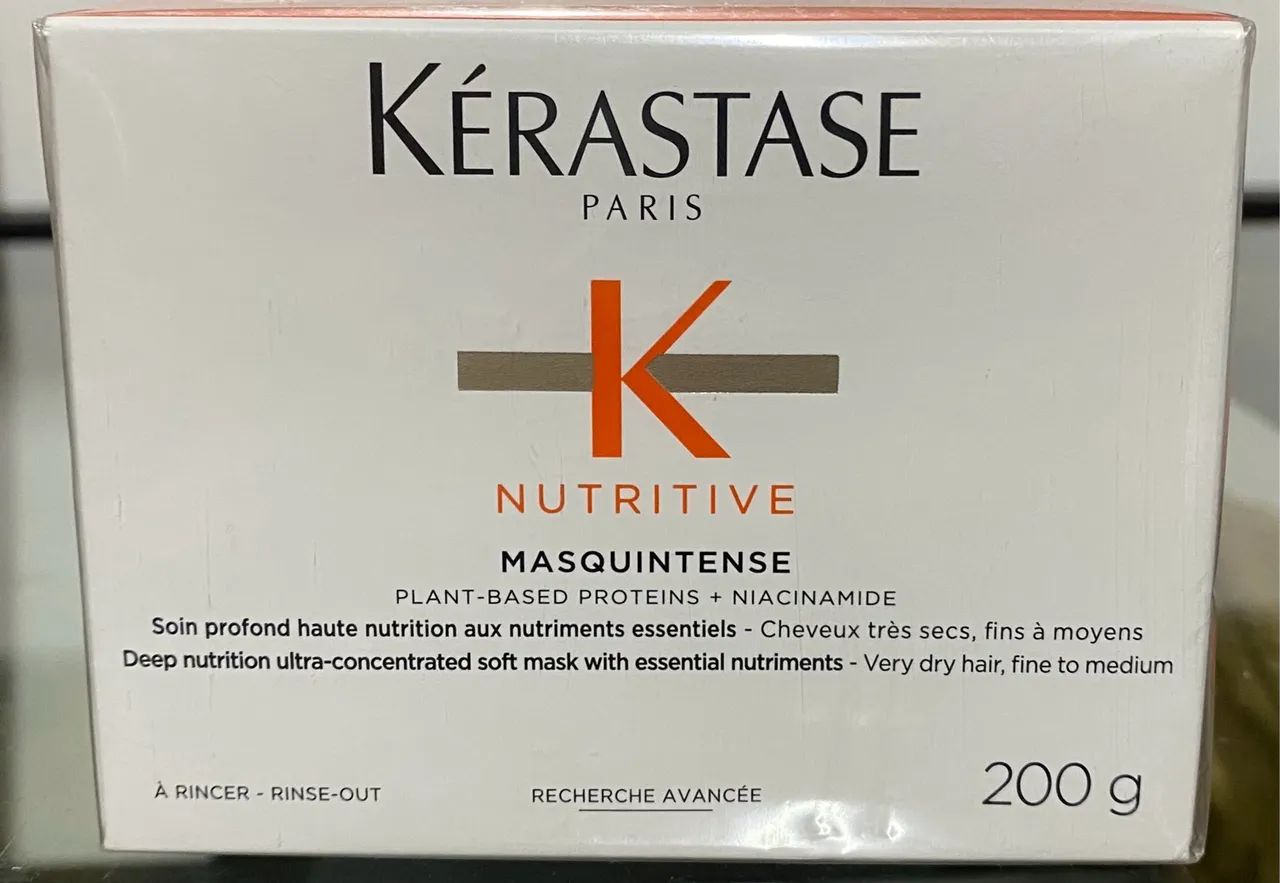 KÉRASTASE
PARIS
K
NUTRITIVE
MASQUINTENSE
PLANT-BASED PROTEINS + NIACINAMIDE
Soin profond haute nutrition aux nutriments essentiels - Cheveux très secs, fins à moyens
Deep nutrition ultra-concentrated soft mask with essential nutriments - Very dry hair, fine to medium
À RINCER - RINSE-OUT
RECHERCHE AVANCÉE
200 g